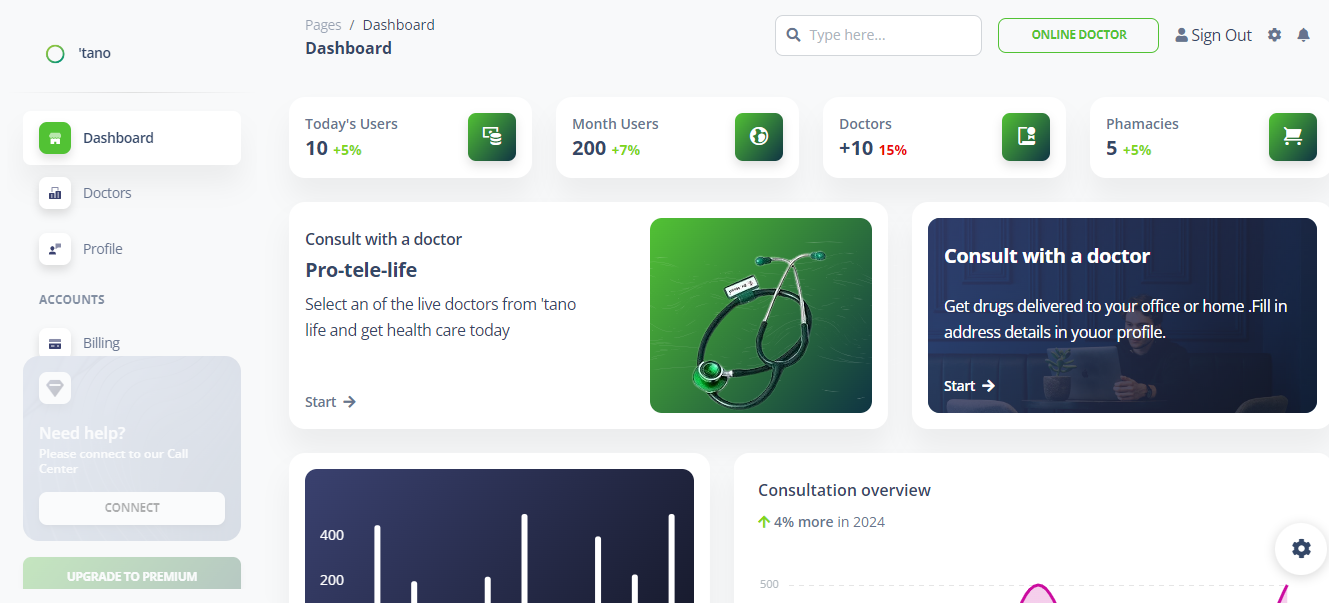 'tano
Dashboard
Doctors
Profile
ACCOUNTS
Billing
Need help?
Please connect to our Call
Center
CONNECT
UPGRADE TO PREMIUM
Pages / Dashboard
Dashboard
Type here...
ONLINE DOCTOR
Sign Out
Today's Users
10 +5%
Month Users
200 +7%
Doctors
+10 15%
Phamacies
5 +5%
Consult with a doctor
Pro-tele-life
Select an of the live doctors from 'tano
life and get health care today
Start
Consult with a doctor
Get drugs delivered to your office or home .Fill in
address details in yuour profile.
Start
400
200
Consultation overview
4% more in 2024
500